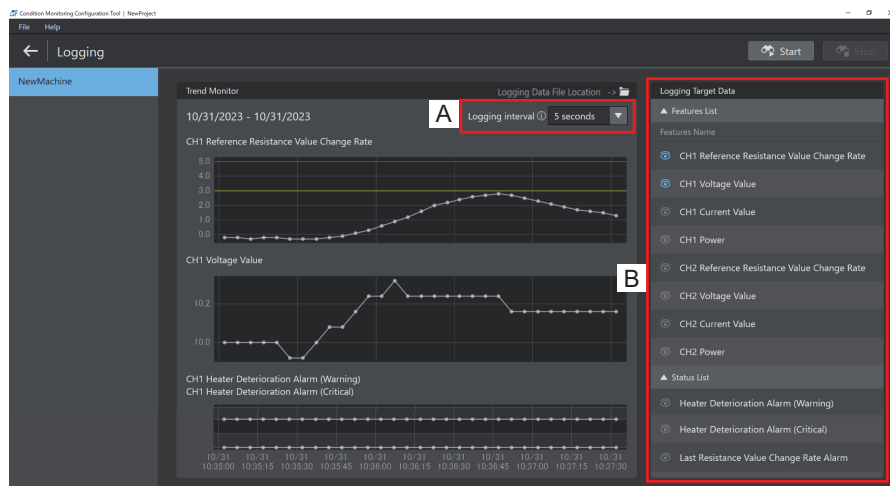 Condition Monitoring Configuration Tool | NewProject
File Help
Logging
Start
Stop
NewMachine
Trend Monitor
Logging Data File Location ->
10/31/2023 - 10/31/2023
A
Logging interval 5 seconds
CH1 Reference Resistance Value Change Rate
5.0
4.0
3.0
2.0
1.0
0.0
CH1 Voltage Value
10.2
10.0
CH1 Heater Deterioration Alarm (Warning)
CH1 Heater Deterioration Alarm (Critical)
10/31 10/31 10/31 10/31 10/31 10/31 10/31 10/31 10/31 10/31 10/31
10:35:00 10:35:15 10:35:30 10:35:45 10:36:00 10:36:15 10:36:30 10:36:45 10:37:00 10:37:15 10:37:30
B
Logging Target Data
Features List
Features Name
CH1 Reference Resistance Value Change Rate
CH1 Voltage Value
CH1 Current Value
CH1 Power
CH2 Reference Resistance Value Change Rate
CH2 Voltage Value
CH2 Current Value
CH2 Power
Status List
Heater Deterioration Alarm (Warning)
Heater Deterioration Alarm (Critical)
Last Resistance Value Change Rate Alarm